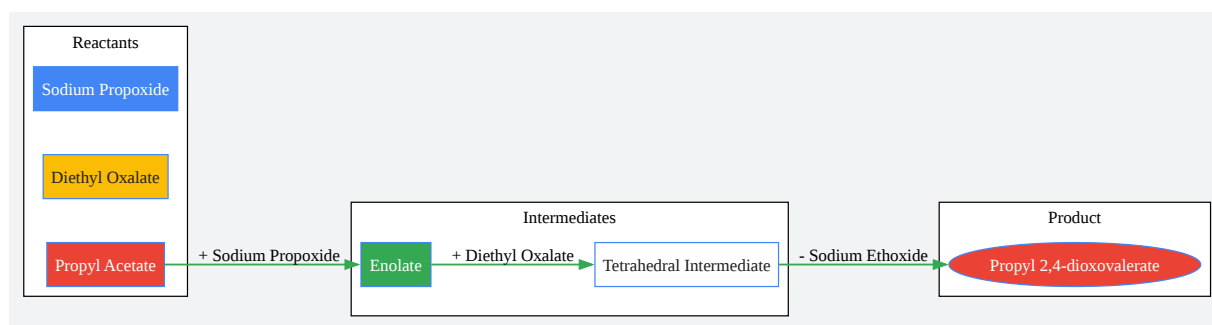 Reactants
Sodium Propoxide
Diethyl Oxalate
Propyl Acetate
+ Sodium Propoxide
Intermediates
Enolate
+ Diethyl Oxalate
Tetrahedral Intermediate
- Sodium Ethoxide
Product
Propyl 2,4-dioxovalerate